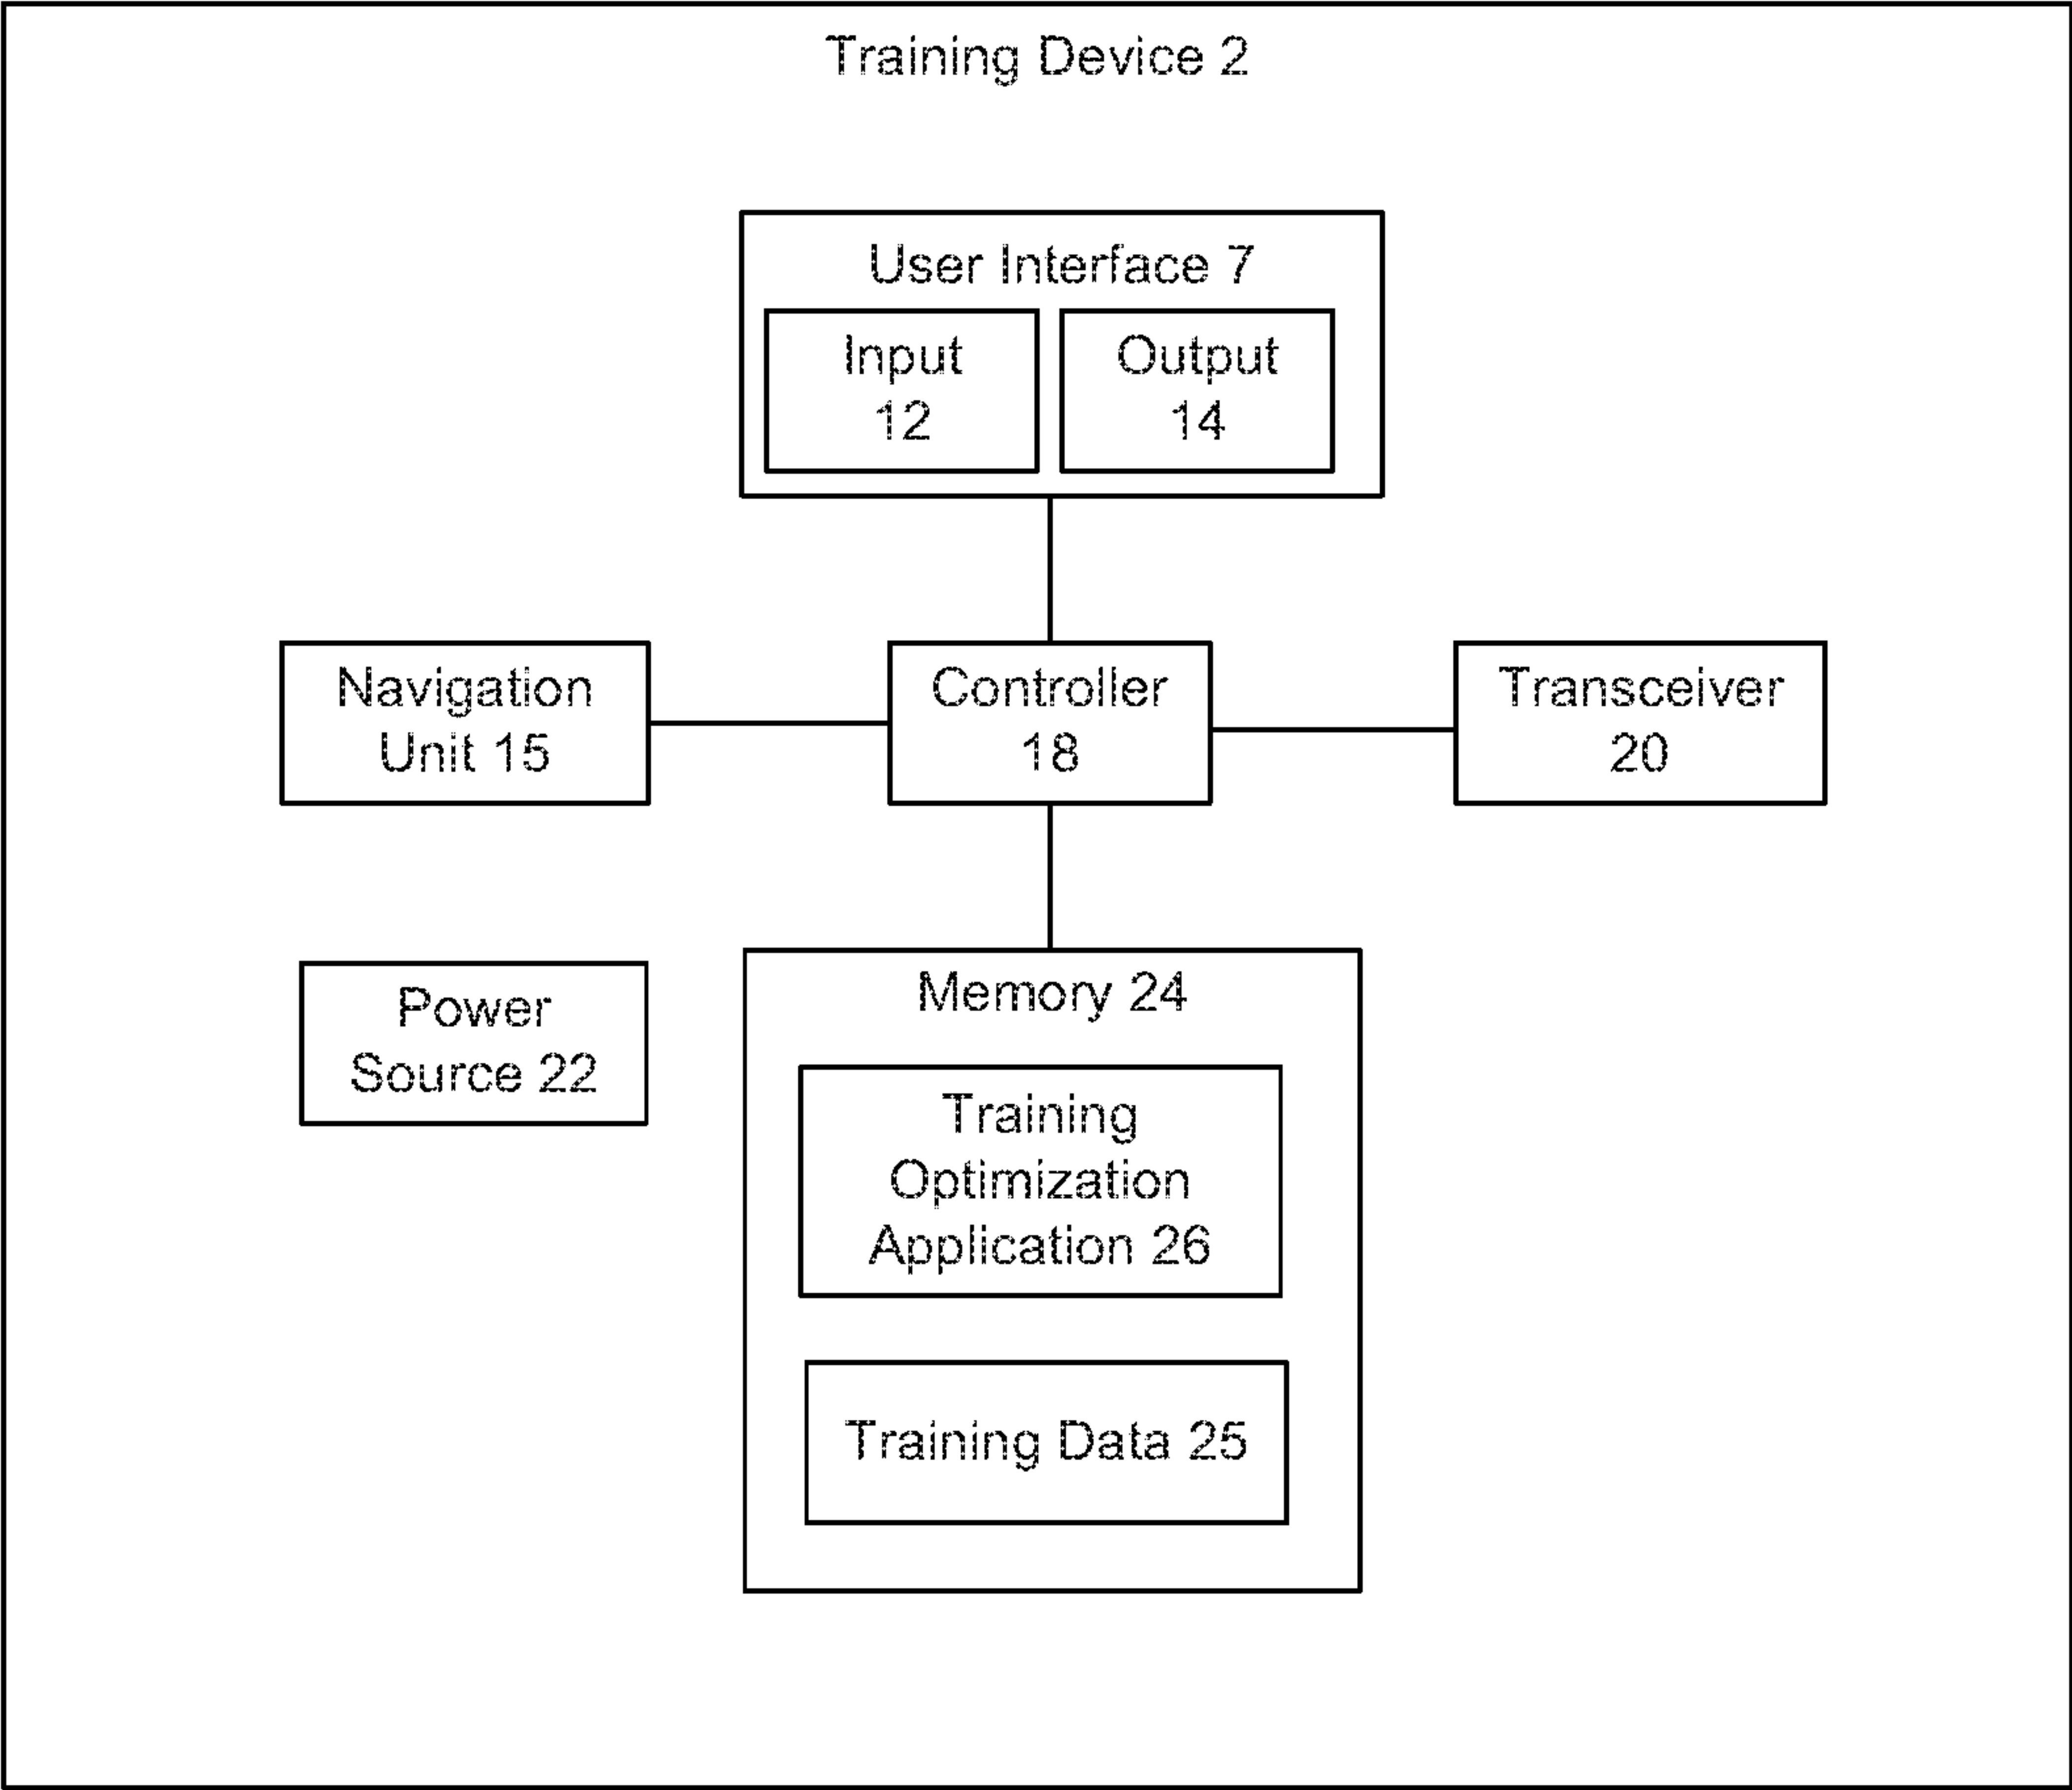 Training Device 2
User Interface 7
Input
12
Output
14
Navigation
Unit 15
Controller
18
Transceiver
20
Power
Source 22
Memory 24
Training
Optimization
Application 26
Training Data 25